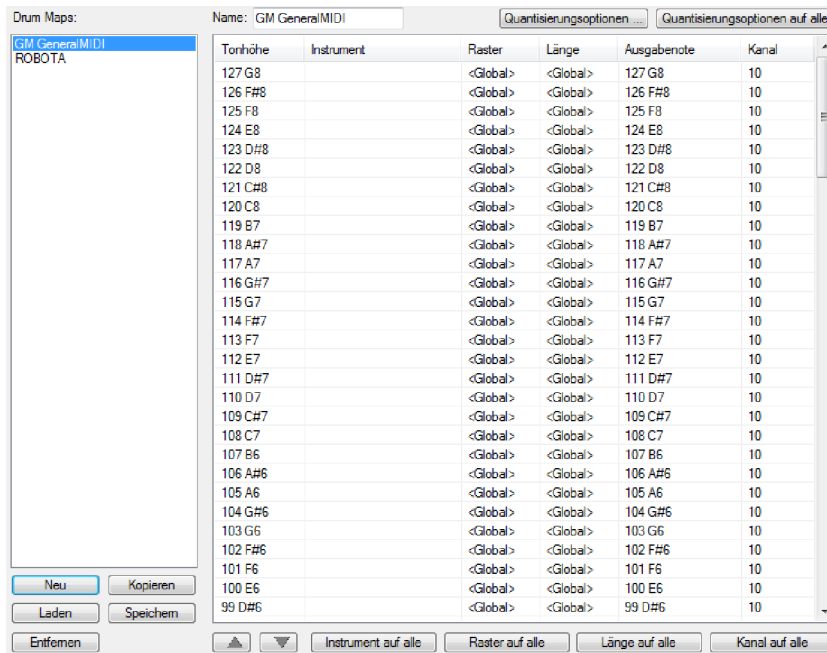 Drum Maps:
Name: GM GeneralMIDI
Quantisierungsoptionen ...
Quantisierungsoptionen auf alle
GM GeneralMIDI
ROBOTA
Tonhöhe Instrument Raster Länge Ausgabenote Kanal
127 G8 <Global> <Global> 127 G8 10
126 F#8 <Global> <Global> 126 F#8 10
125 F8 <Global> <Global> 125 F8 10
124 E8 <Global> <Global> 124 E8 10
123 D#8 <Global> <Global> 123 D#8 10
122 D8 <Global> <Global> 122 D8 10
121 C#8 <Global> <Global> 121 C#8 10
120 C8 <Global> <Global> 120 C8 10
119 B7 <Global> <Global> 119 B7 10
118 A#7 <Global> <Global> 118 A#7 10
117 A7 <Global> <Global> 117 A7 10
116 G#7 <Global> <Global> 116 G#7 10
115 G7 <Global> <Global> 115 G7 10
114 F#7 <Global> <Global> 114 F#7 10
113 F7 <Global> <Global> 113 F7 10
112 E7 <Global> <Global> 112 E7 10
111 D#7 <Global> <Global> 111 D#7 10
110 D7 <Global> <Global> 110 D7 10
109 C#7 <Global> <Global> 109 C#7 10
108 C7 <Global> <Global> 108 C7 10
107 B6 <Global> <Global> 107 B6 10
106 A#6 <Global> <Global> 106 A#6 10
105 A6 <Global> <Global> 105 A6 10
104 G#6 <Global> <Global> 104 G#6 10
103 G6 <Global> <Global> 103 G6 10
102 F#6 <Global> <Global> 102 F#6 10
101 F6 <Global> <Global> 101 F6 10
100 E6 <Global> <Global> 100 E6 10
99 D#6 <Global> <Global> 99 D#6 10
Neu Kopieren
Laden Speichern
Entfernen
Instrument auf alle Raster auf alle Länge auf alle Kanal auf alle